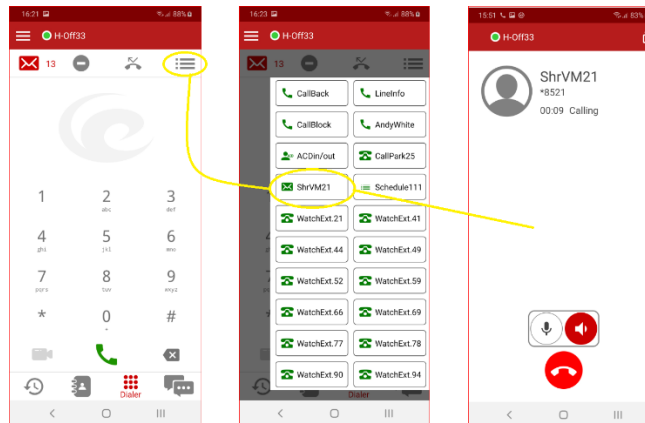 16:21
88%
H-Off33
13
1
2
abc
3
def
4
ghi
5
jkl
6
mno
7
pqrs
8
tuv
9
wxyz
*
0
#
Dialer
16:23
88%
H-Off33
13
CallBack
LineInfo
CallBlock
AndyWhite
ACDin/out
CallPark25
ShrVM21
Schedule111
WatchExt.21
WatchExt.41
WatchExt.44
WatchExt.49
WatchExt.52
WatchExt.59
WatchExt.66
WatchExt.69
WatchExt.77
WatchExt.78
WatchExt.90
WatchExt.94
Dialer
15:51
83%
H-Off33
ShrVM21
*8521
00:09 Calling